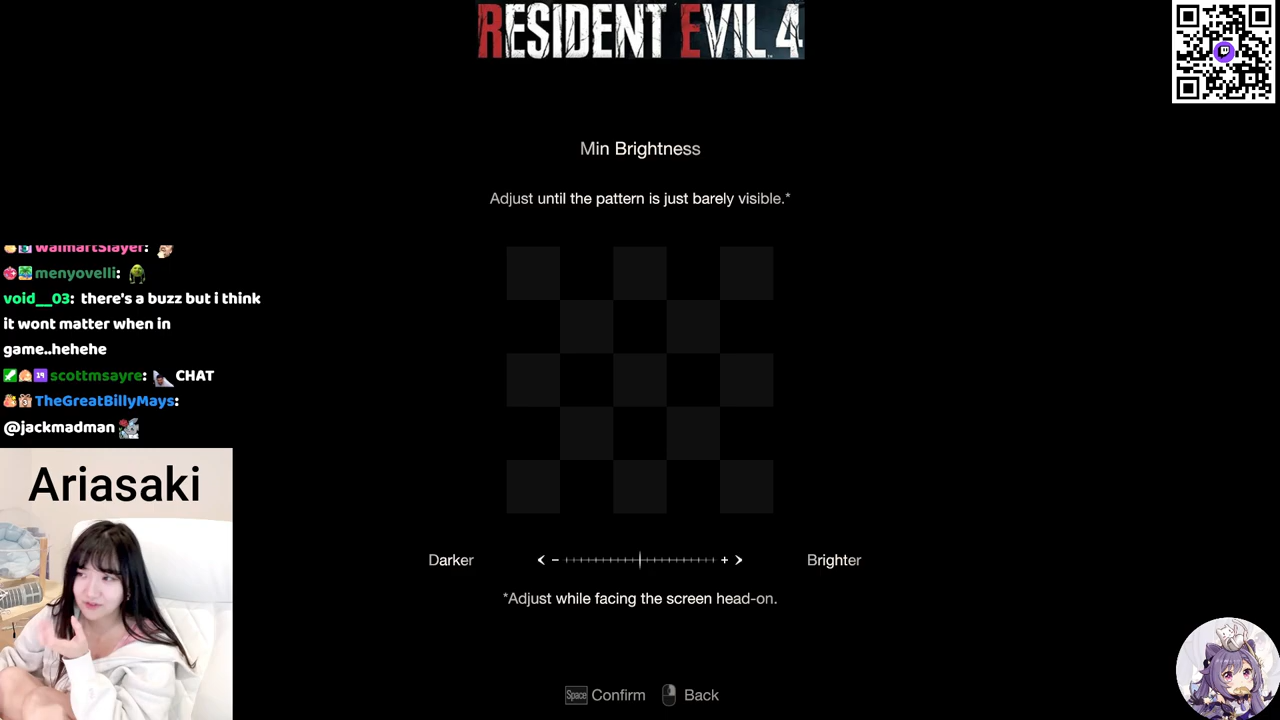 RESIDENT EVIL 4
Min Brightness
Adjust until the pattern is just barely visible.*
WalmartSlayer:
menyovelli:
void__03: there's a buzz but i think
it wont matter when in
game..hehehe
scottmsayre: CHAT
TheGreatBillyMays:
@jackmadman
Ariasaki
Darker
Brighter
*Adjust while facing the screen head-on.
Space Confirm Back